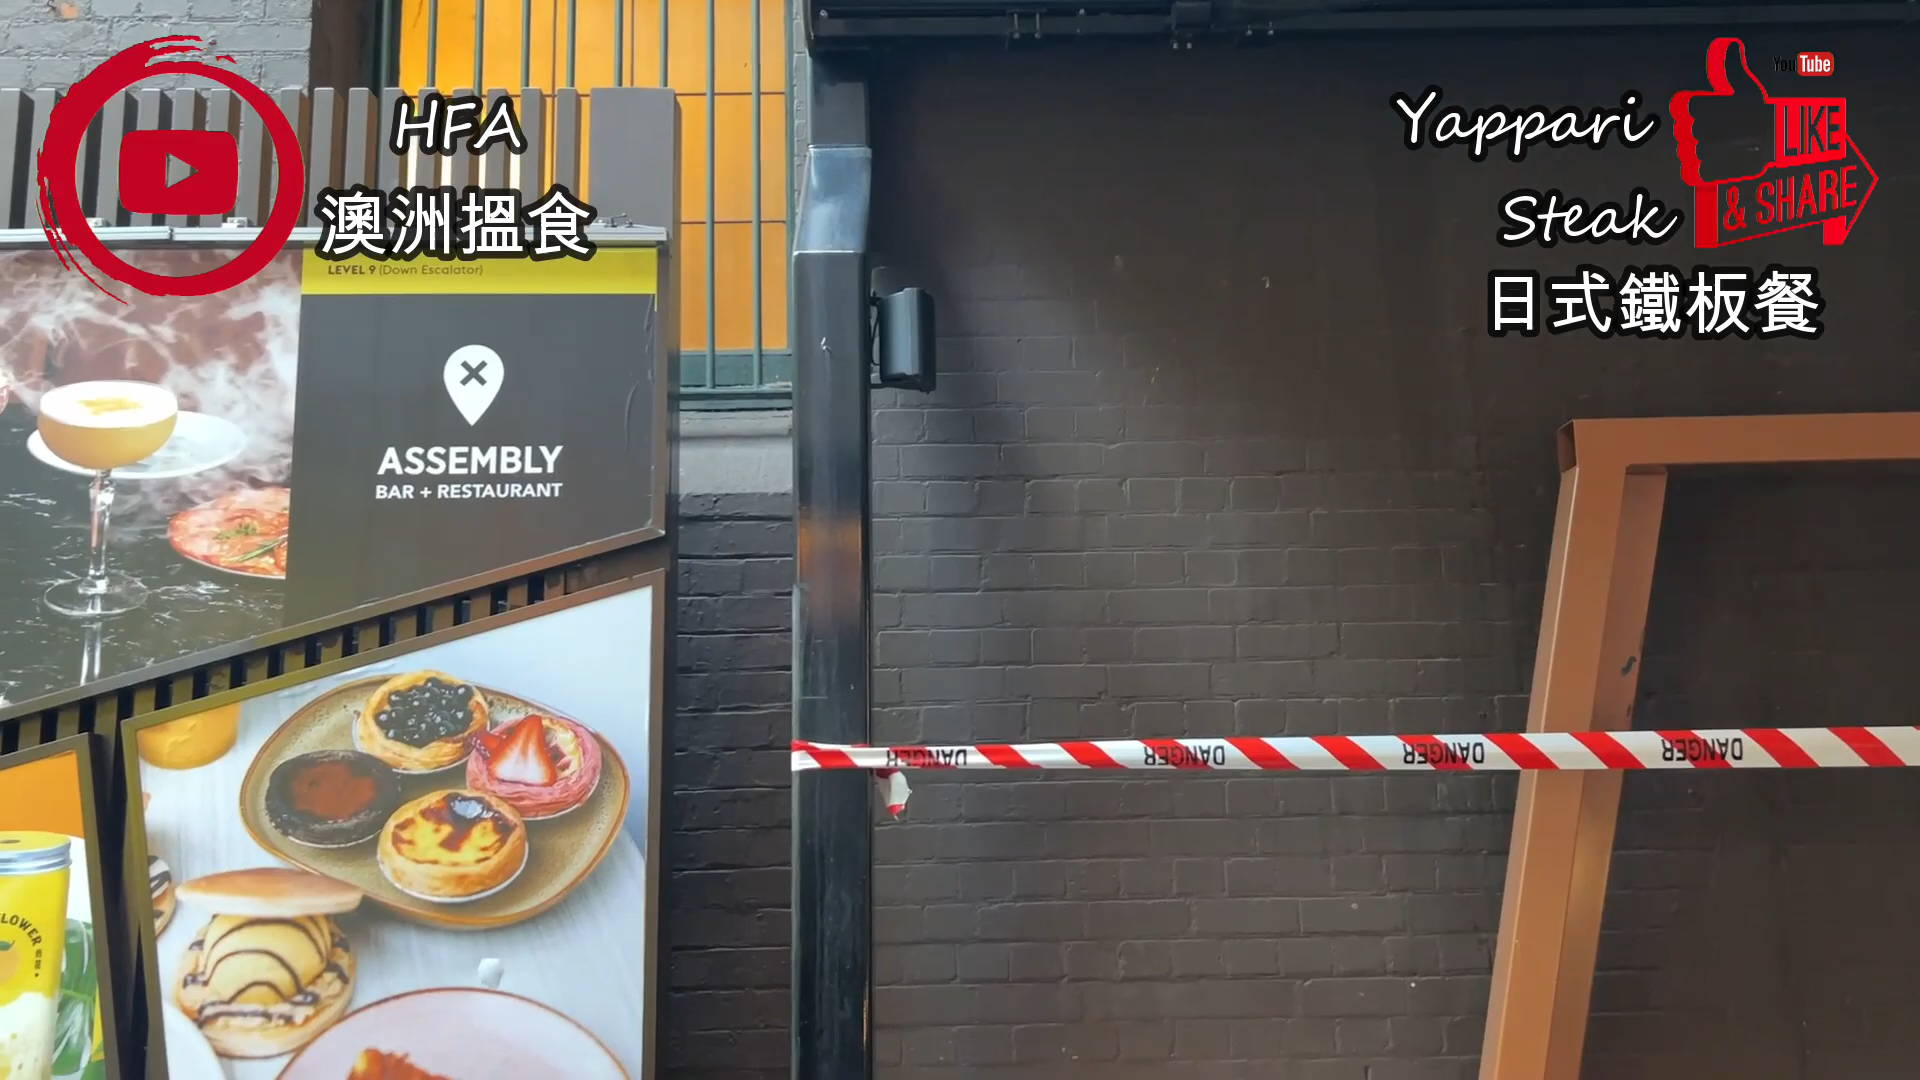 HFA
澳洲搵食
Yappari
Steak
日式鐵板餐
YouTube
LIKE
& SHARE
LEVEL 9 (Down Escalator)
ASSEMBLY
BAR + RESTAURANT
DANGER DANGER DANGER DANGER